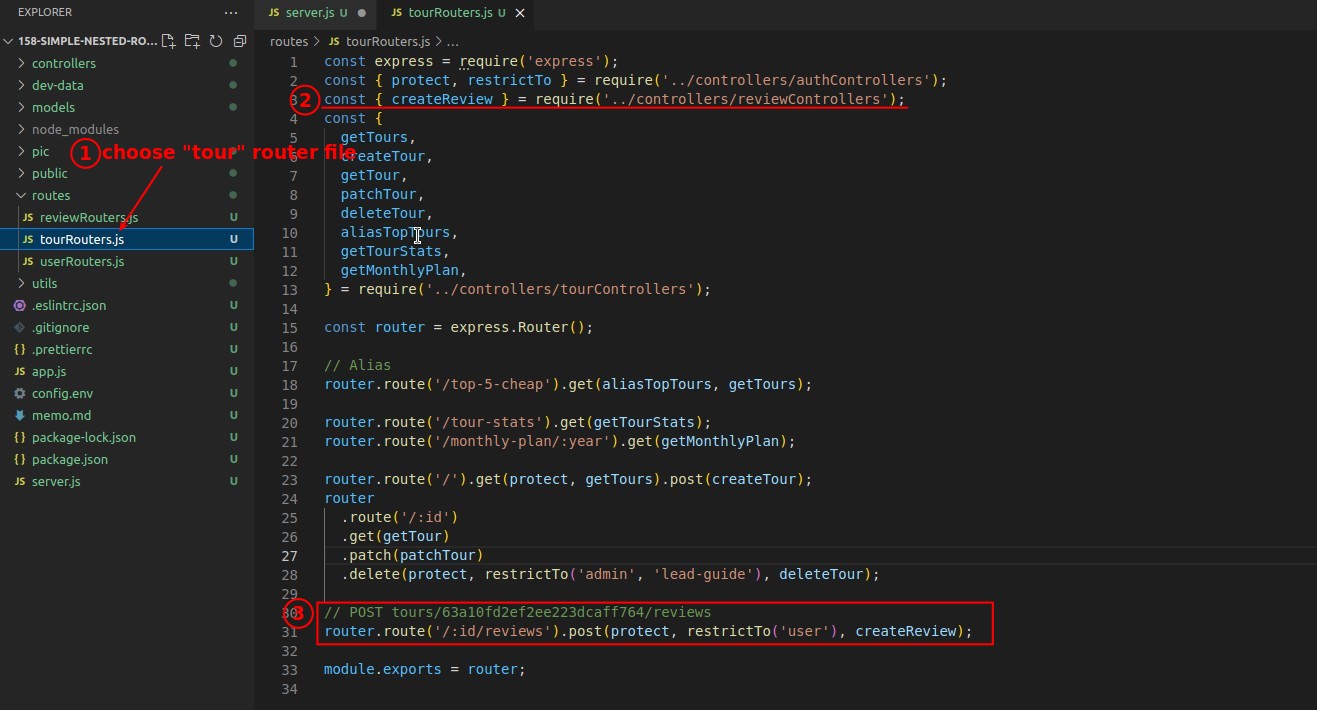 EXPLORER
158-SIMPLE-NESTED-RO...
controllers
dev-data
models
node_modules
pic
1 choose "tour" router file
public
routes
reviewRouters.js U
tourRouters.js U
userRouters.js U
utils
.eslintrc.json U
.gitignore U
.prettierrc U
app.js U
config.env U
memo.md U
package-lock.json U
package.json U
server.js U
JS server.js U
JS tourRouters.js U
routes > JS tourRouters.js > ...
1 const express = require('express');
2 const { protect, restrictTo } = require('../controllers/authControllers');
2
3 const { createReview } = require('../controllers/reviewControllers');
4 const {
5 getTours,
6 createTour,
7 getTour,
8 patchTour,
9 deleteTour,
10 aliasTopTours,
11 getTourStats,
12 getMonthlyPlan,
13 } = require('../controllers/tourControllers');
14
15 const router = express.Router();
16
17 // Alias
18 router.route('/top-5-cheap').get(aliasTopTours, getTours);
19
20 router.route('/tour-stats').get(getTourStats);
21 router.route('/monthly-plan/:year').get(getMonthlyPlan);
22
23 router.route('/').get(protect, getTours).post(createTour);
24 router
25 .route('/:id')
26 .get(getTour)
27 .patch(patchTour)
28 .delete(protect, restrictTo('admin', 'lead-guide'), deleteTour);
29
3
30 // POST tours/63a10fd2ef2ee223dcaff764/reviews
31 router.route('/:id/reviews').post(protect, restrictTo('user'), createReview);
32
33 module.exports = router;
34